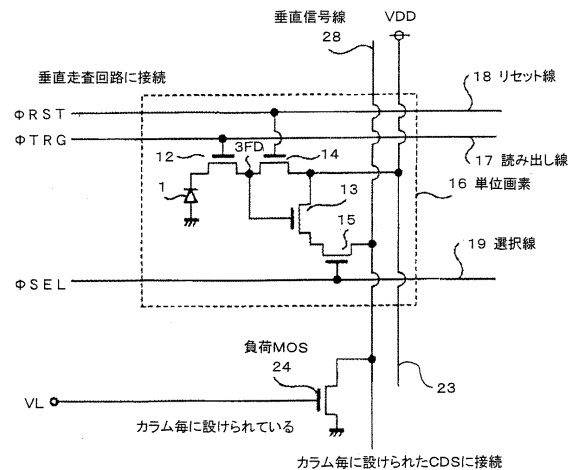 垂直信号線
VDD
28
垂直走査回路に接続
18 リセット線
ΦRST
ΦTRG
3FD
12
14
17 読み出し線
1
13
16 単位画素
15
19 選択線
ΦSEL
負荷MOS
24
VL
23
カラム毎に設けられている
カラム毎に設けられたCDSに接続